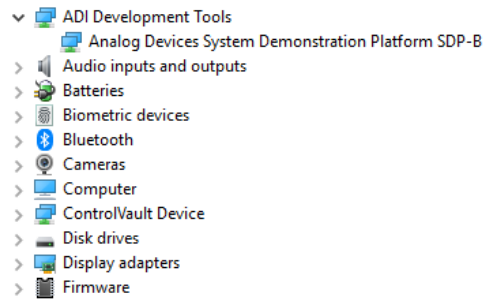 ADI Development Tools
Analog Devices System Demonstration Platform SDP-B
Audio inputs and outputs
Batteries
Biometric devices
Bluetooth
Cameras
Computer
ControlVault Device
Disk drives
Display adapters
Firmware